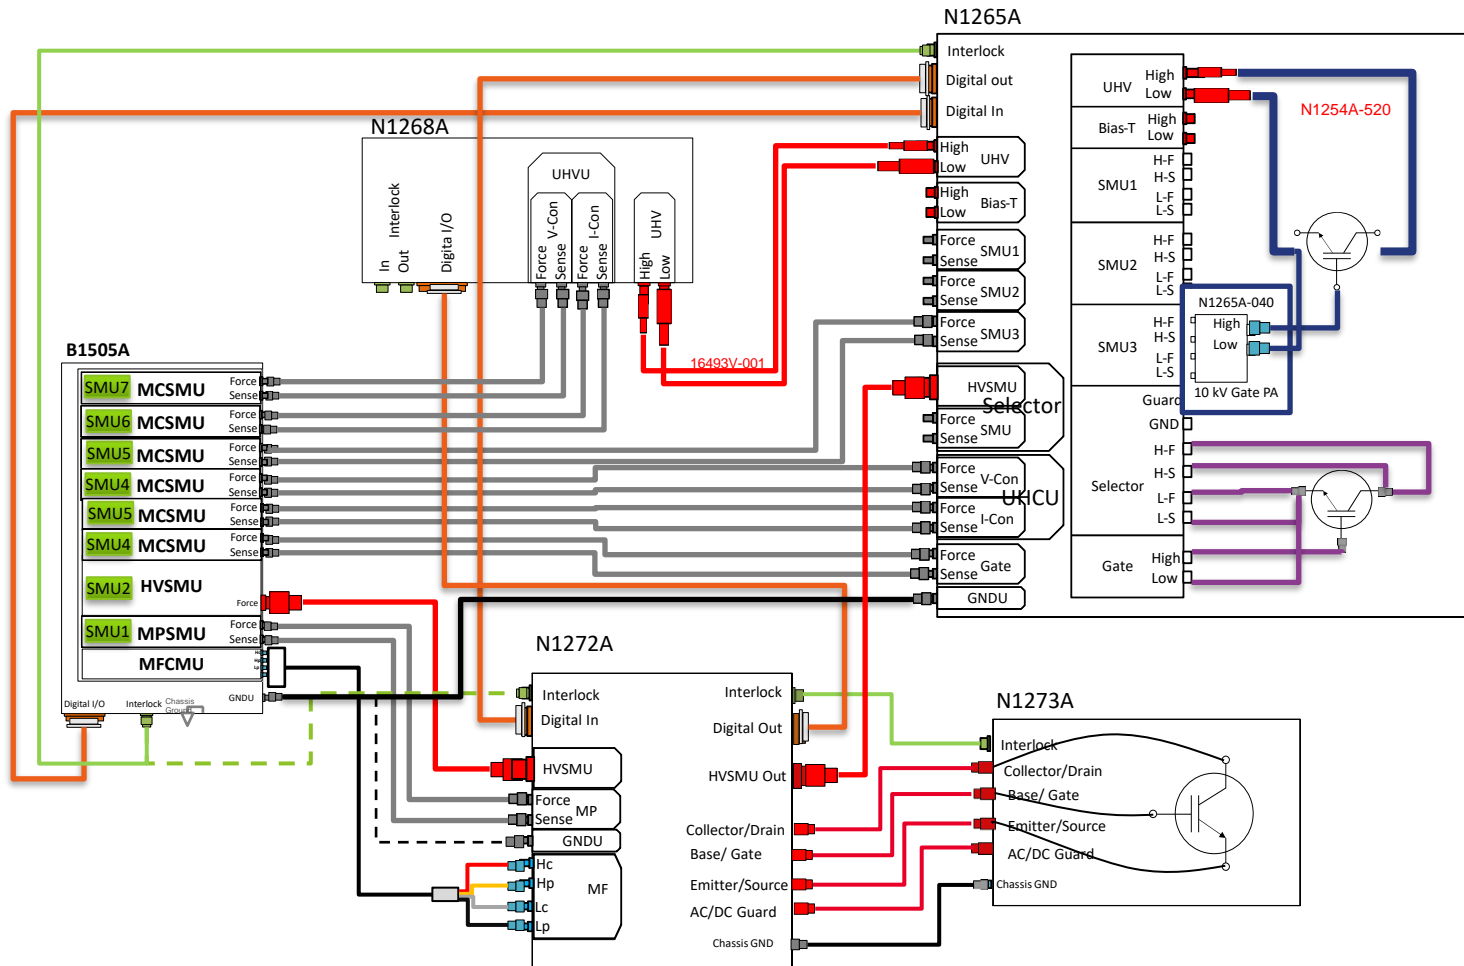 N1265A
Interlock
Digital out
Digital In
High
Low
UHV
High
Low
Bias-T
Force
Sense
SMU1
Force
Sense
SMU2
Force
Sense
SMU3
HVSMU
Selector
Force
Sense
SMU
Force
Sense
V-Con
UHCU
Force
Sense
I-Con
Force
Sense
Gate
GNDU
UHV
High
Low
Bias-T
High
Low
SMU1
H-F
H-S
L-F
L-S
SMU2
H-F
H-S
L-F
L-S
SMU3
H-F
H-S
L-F
L-S
Guard
GND
Selector
H-F
H-S
L-F
L-S
Gate
High
Low
N1254A-520
N1265A-040
High
Low
10 kV Gate PA
N1268A
In
Out
Interlock
Digita I/O
UHVU
V-Con
I-Con
Force
Sense
Force
Sense
UHV
High
Low
16493V-001
B1505A
SMU7
MCSMU
Force
Sense
SMU6
MCSMU
Force
Sense
SMU5
MCSMU
Force
Sense
SMU4
MCSMU
Force
Sense
SMU5
MCSMU
Force
Sense
SMU4
MCSMU
Force
Sense
SMU2
HVSMU
Force
SMU1
MPSMU
Force
Sense
MFCMU
Hc
Hp
Lp
GNDU
Digital I/O
Interlock
Chassis
Ground
N1272A
Interlock
Digital In
HVSMU
Force
Sense
MP
GNDU
Hc
Hp
Lc
Lp
MF
Interlock
Digital Out
HVSMU Out
Collector/Drain
Base/ Gate
Emitter/Source
AC/DC Guard
Chassis GND
N1273A
Interlock
Collector/Drain
Base/ Gate
Emitter/Source
AC/DC Guard
Chassis GND